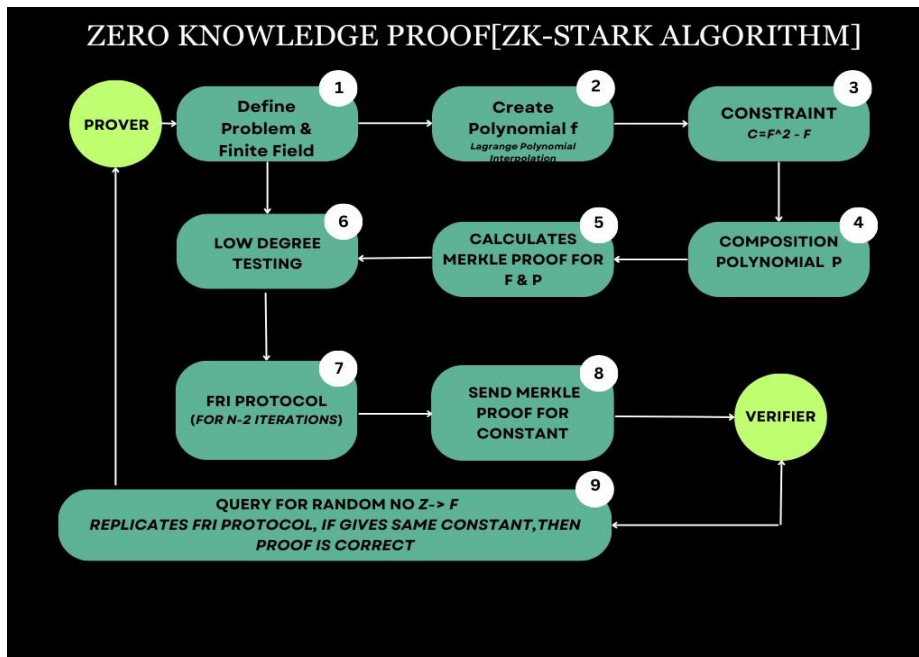 ZERO KNOWLEDGE PROOF[ZK-STARK ALGORITHM]
PROVER
1
Define
Problem &
Finite Field
2
Create
Polynomial f
Lagrange Polynomial
Interpolation
3
CONSTRAINT
C=F^2 - F
6
LOW DEGREE
TESTING
5
CALCULATES
MERKLE PROOF FOR
F & P
4
COMPOSITION
POLYNOMIAL P
7
FRI PROTOCOL
(FOR N-2 ITERATIONS)
8
SEND MERKLE
PROOF FOR
CONSTANT
VERIFIER
9
QUERY FOR RANDOM NO Z-> F
REPLICATES FRI PROTOCOL, IF GIVES SAME CONSTANT,THEN
PROOF IS CORRECT